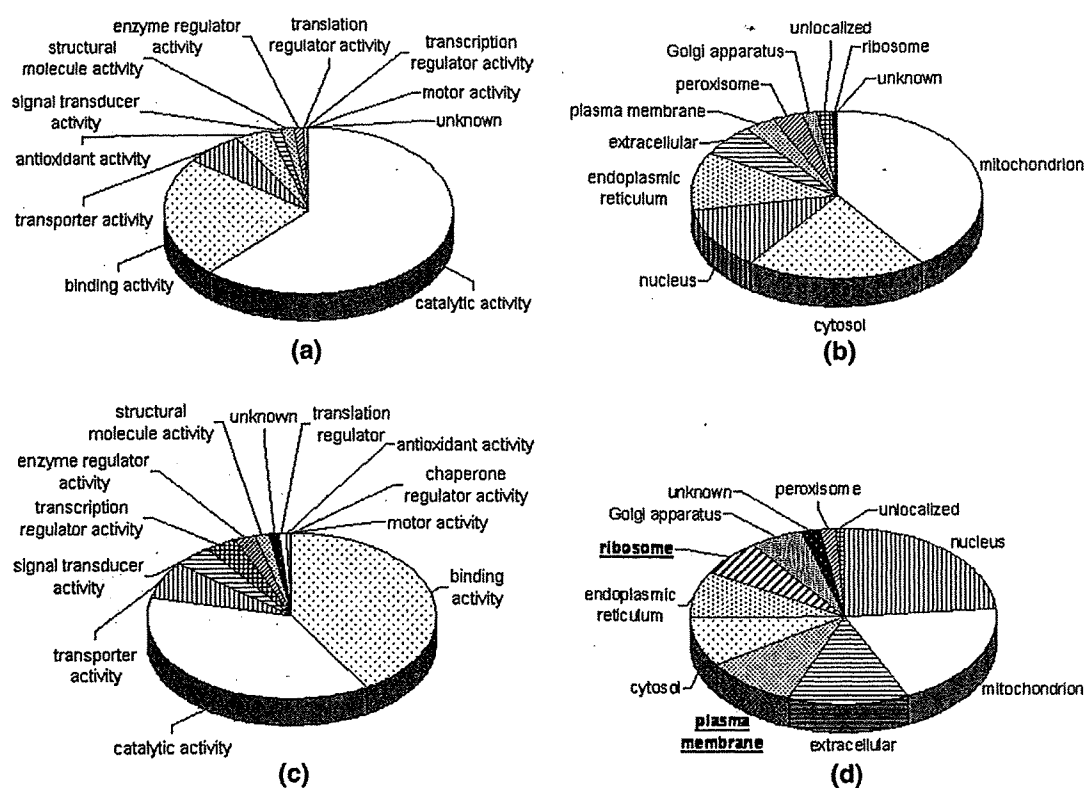 enzyme regulator
activity
translation
regulator activity
structural
molecule activity
transcription
regulator activity
signal transducer
activity
motor activity
unknown
antioxidant activity
transporter activity
binding activity
catalytic activity
(a)
unlocalized
Golgi apparatus
ribosome
peroxisome
unknown
plasma membrane
extracellular
mitochondrion
endoplasmic
reticulum
nucleus
cytosol
(b)
structural
molecule activity
unknown
translation
regulator
antioxidant activity
enzyme regulator
activity
chaperone
regulator activity
transcription
regulator activity
motor activity
signal transducer
activity
binding
activity
transporter
activity
catalytic activity
(c)
unknown
peroxisome
Golgi apparatus
unlocalized
ribosome
nucleus
endoplasmic
reticulum
cytosol
mitochondrion
plasma
membrane
extracellular
(d)